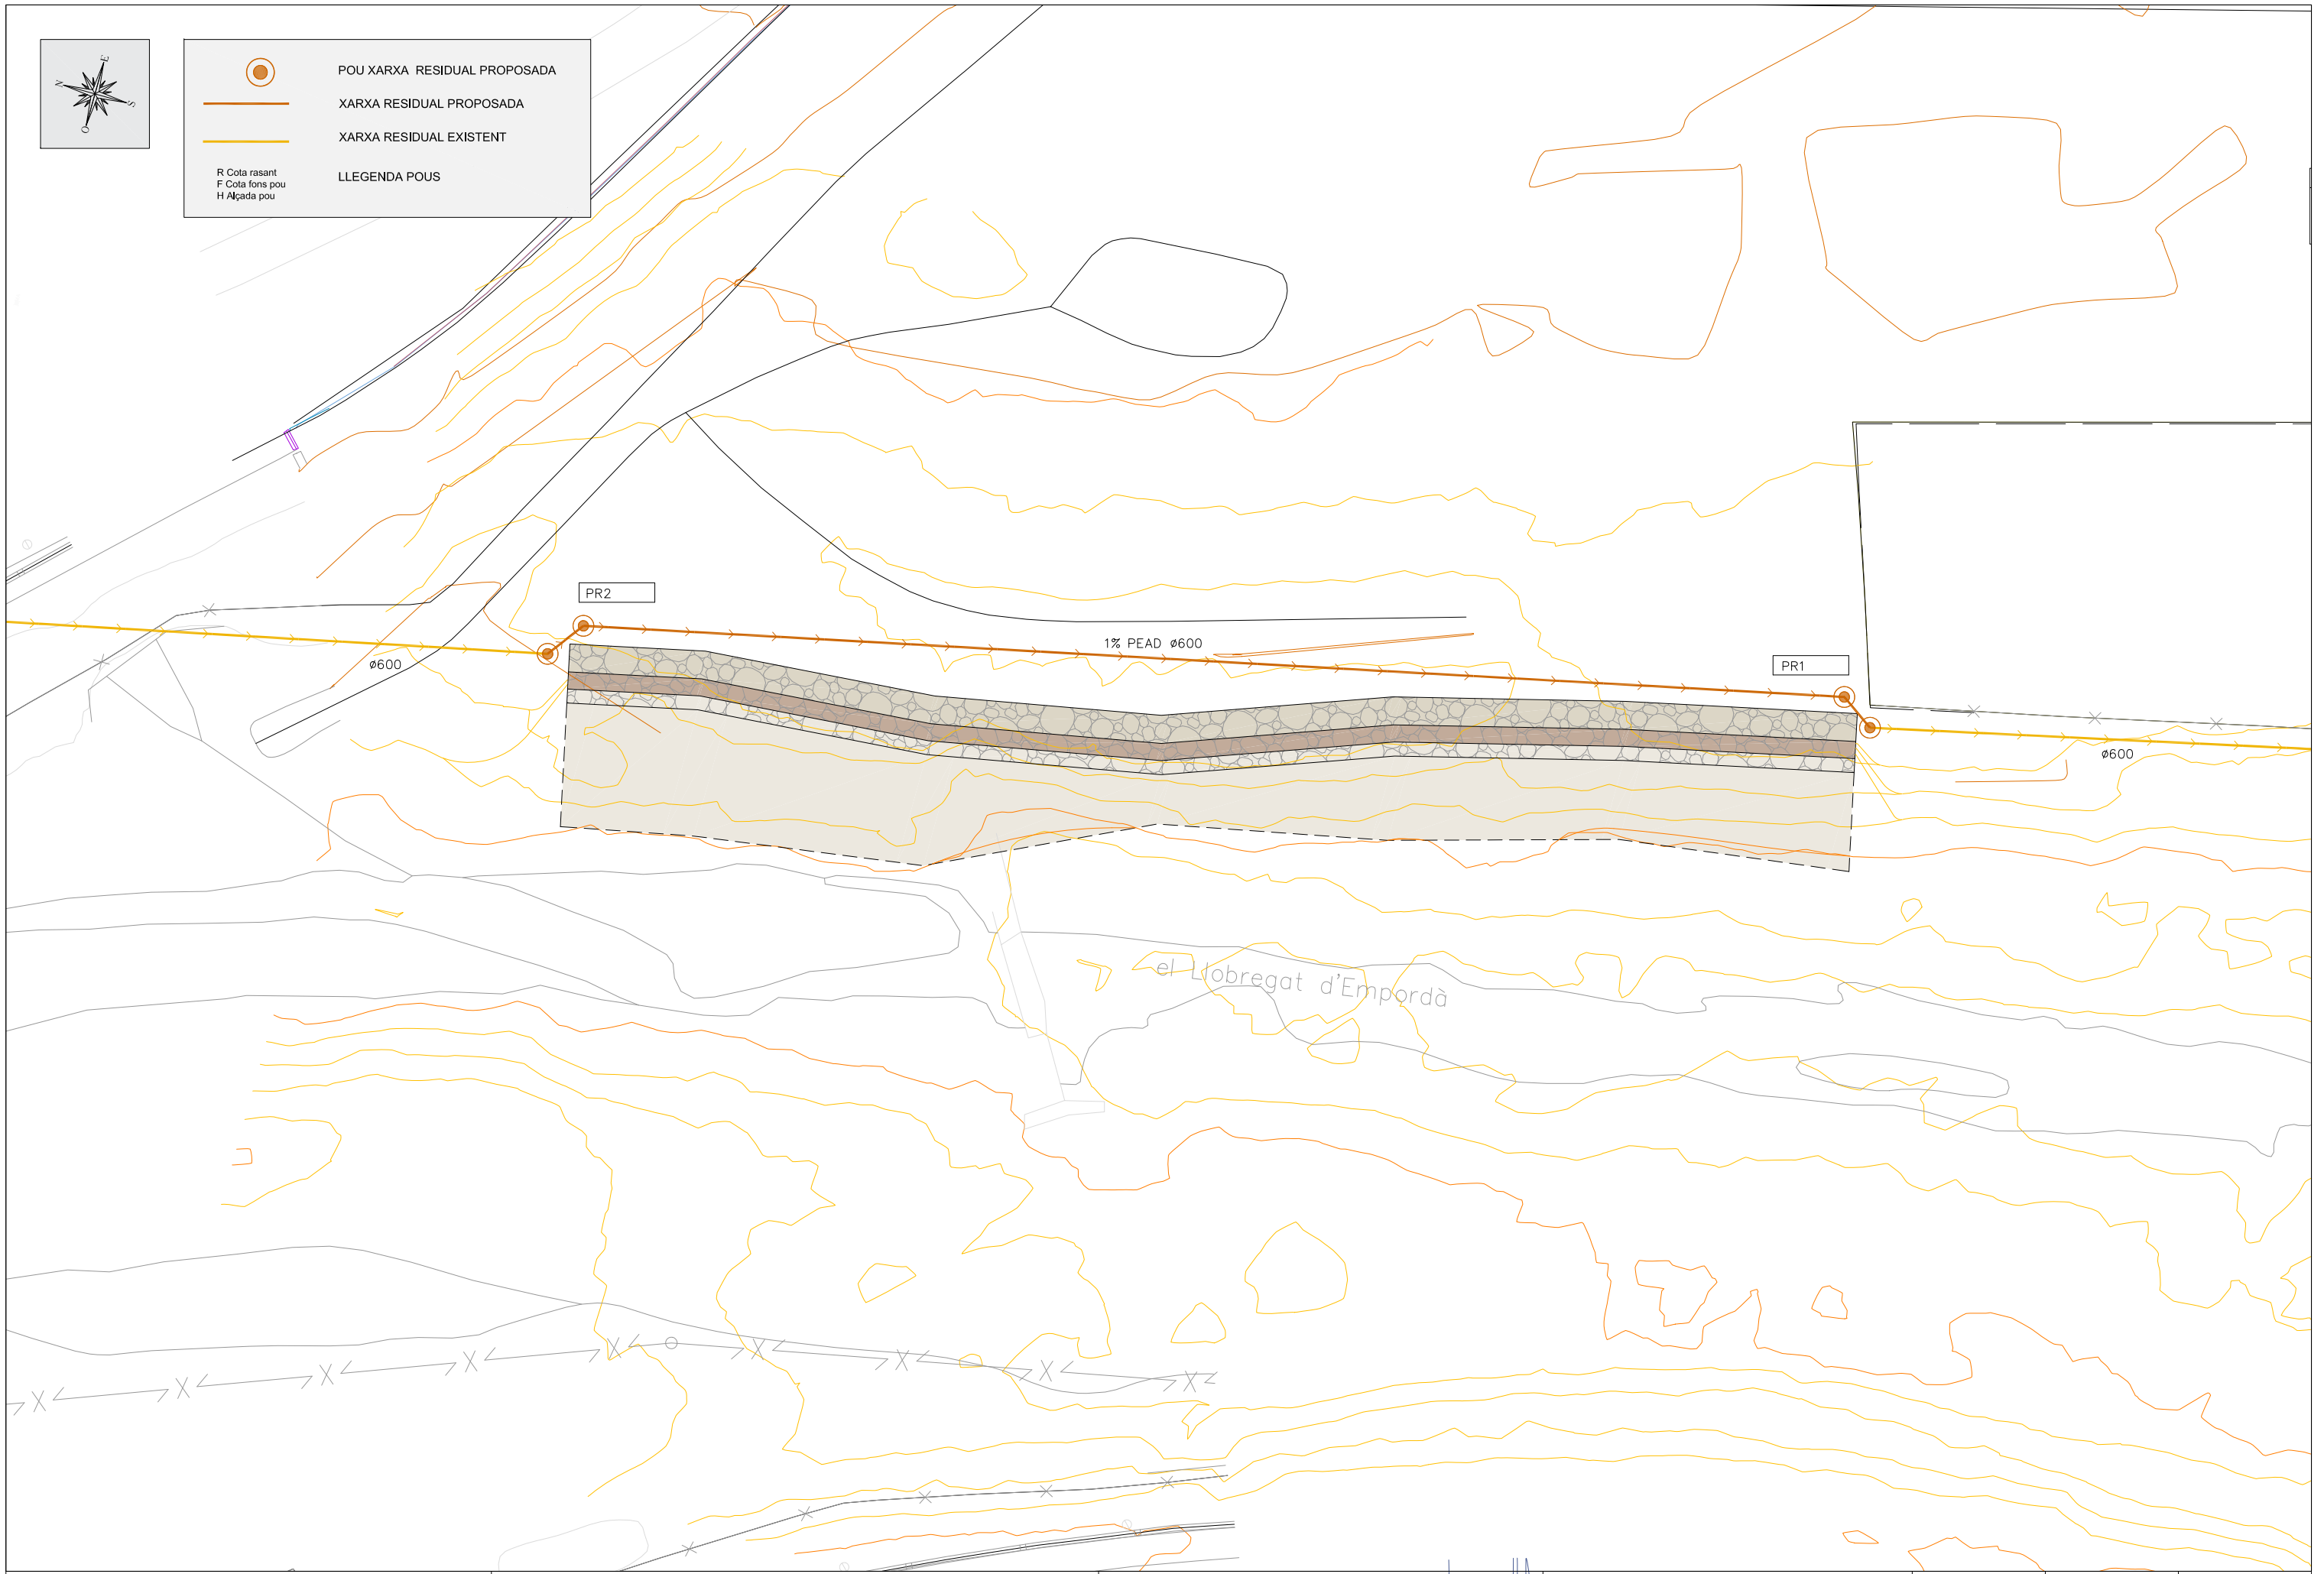 N
E
S
O
POU XARXA RESIDUAL PROPOSADA
XARXA RESIDUAL PROPOSADA
XARXA RESIDUAL EXISTENT
R Cota rasant
F Cota fons pou
H Alçada pou
LLEGENDA POUS
PR2
1% PEAD ø600
ø600
PR1
ø600
el Llobregat d'Empordà